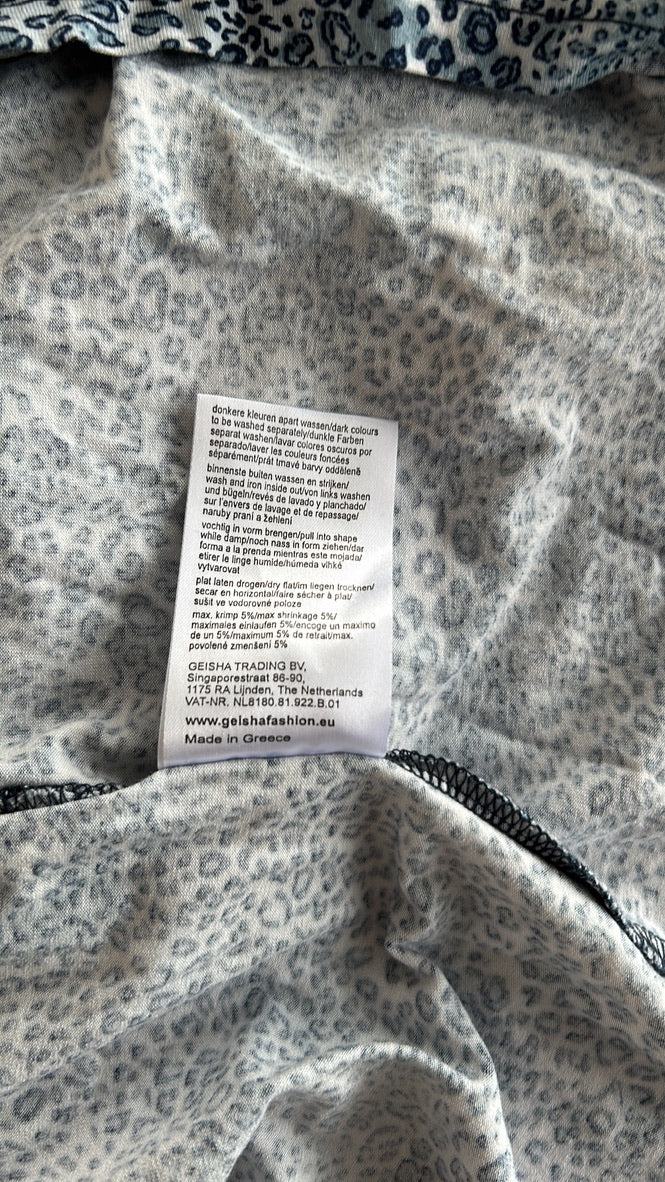 donkere kleuren apart wassen/dark colours
to be washed separately/dunkle Farben
separat washen/lavar colores oscuros por
separado/laver les couleurs foncées
séparément/prát tmavé barvy oddělené
binnenste buiten wassen en strijken/
wash and iron inside out/von links washen
und bügeln/revés de lavado y planchado/
sur l'envers de lavage et de repassage/
naruby praní a žehlení
vochtig in vorm brengen/pull into shape
while damp/noch nass in form ziehen/dar
forma a la prenda mientras este mojada/
etirer le linge humide/húmeda vihké
vytvarovat
plat laten drogen/dry flat/im liegen trocknen/
secar en horizontal/faire sécher à plat/
sušit ve vodorovné poloze
max. krimp 5%/max shrinkage 5%/
maximales einlaufen 5%/encoge un maximo
de un 5%/maximum 5% de retrait/max.
povolené zmenšení 5%
GEISHA TRADING BV,
Singaporestraat 86-90,
1175 RA Lijnden, The Netherlands
VAT-NR. NL8180.81.922.B.01
www.geishafashion.eu
Made in Greece